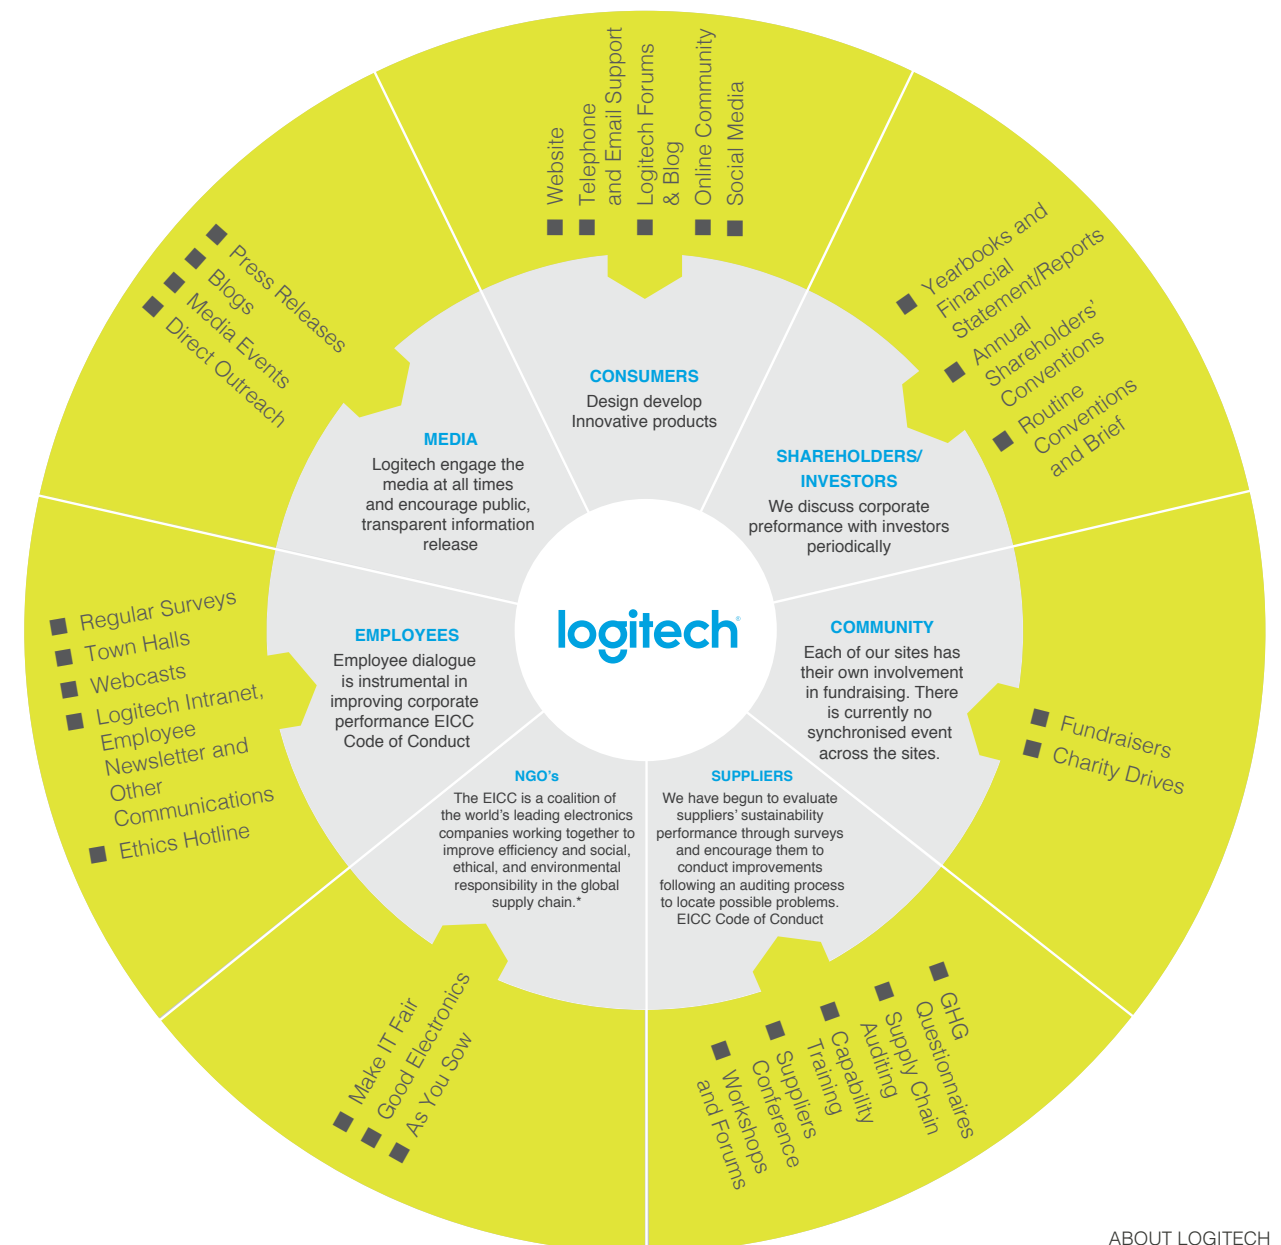 Website
Telephone
and Email Support
Logitech Forums
& Blog
Online Community
Social Media
Yearbooks and
Financial
Statement/Reports
Annual
Shareholders'
Conventions
Routine
Conventions
and Brief
Fundraisers
Charity Drives
GHG
Questionnaires
Supply Chain
Auditing
Capability
Training
Suppliers
Conference
Workshops
and Forums
Make IT Fair
Good Electronics
As You Sow
Regular Surveys
Town Halls
Webcasts
Logitech Intranet,
Employee
Newsletter and
Other
Communications
Ethics Hotline
Press Releases
Blogs
Media Events
Direct Outreach
CONSUMERS
Design develop
Innovative products
SHAREHOLDERS/
INVESTORS
We discuss corporate
preformance with investors
periodically
COMMUNITY
Each of our sites has
their own involvement
in fundraising. There
is currently no
synchronised event
across the sites.
SUPPLIERS
We have begun to evaluate
suppliers' sustainability
performance through surveys
and encourage them to
conduct improvements
following an auditing process
to locate possible problems.
EICC Code of Conduct
NGO's
The EICC is a coalition of
the world's leading electronics
companies working together to
improve efficiency and social,
ethical, and environmental
responsibility in the global
supply chain.*
EMPLOYEES
Employee dialogue
is instrumental in
improving corporate
performance EICC
Code of Conduct
MEDIA
Logitech engage the
media at all times
and encourage public,
transparent information
release
logitech
ABOUT LOGITECH